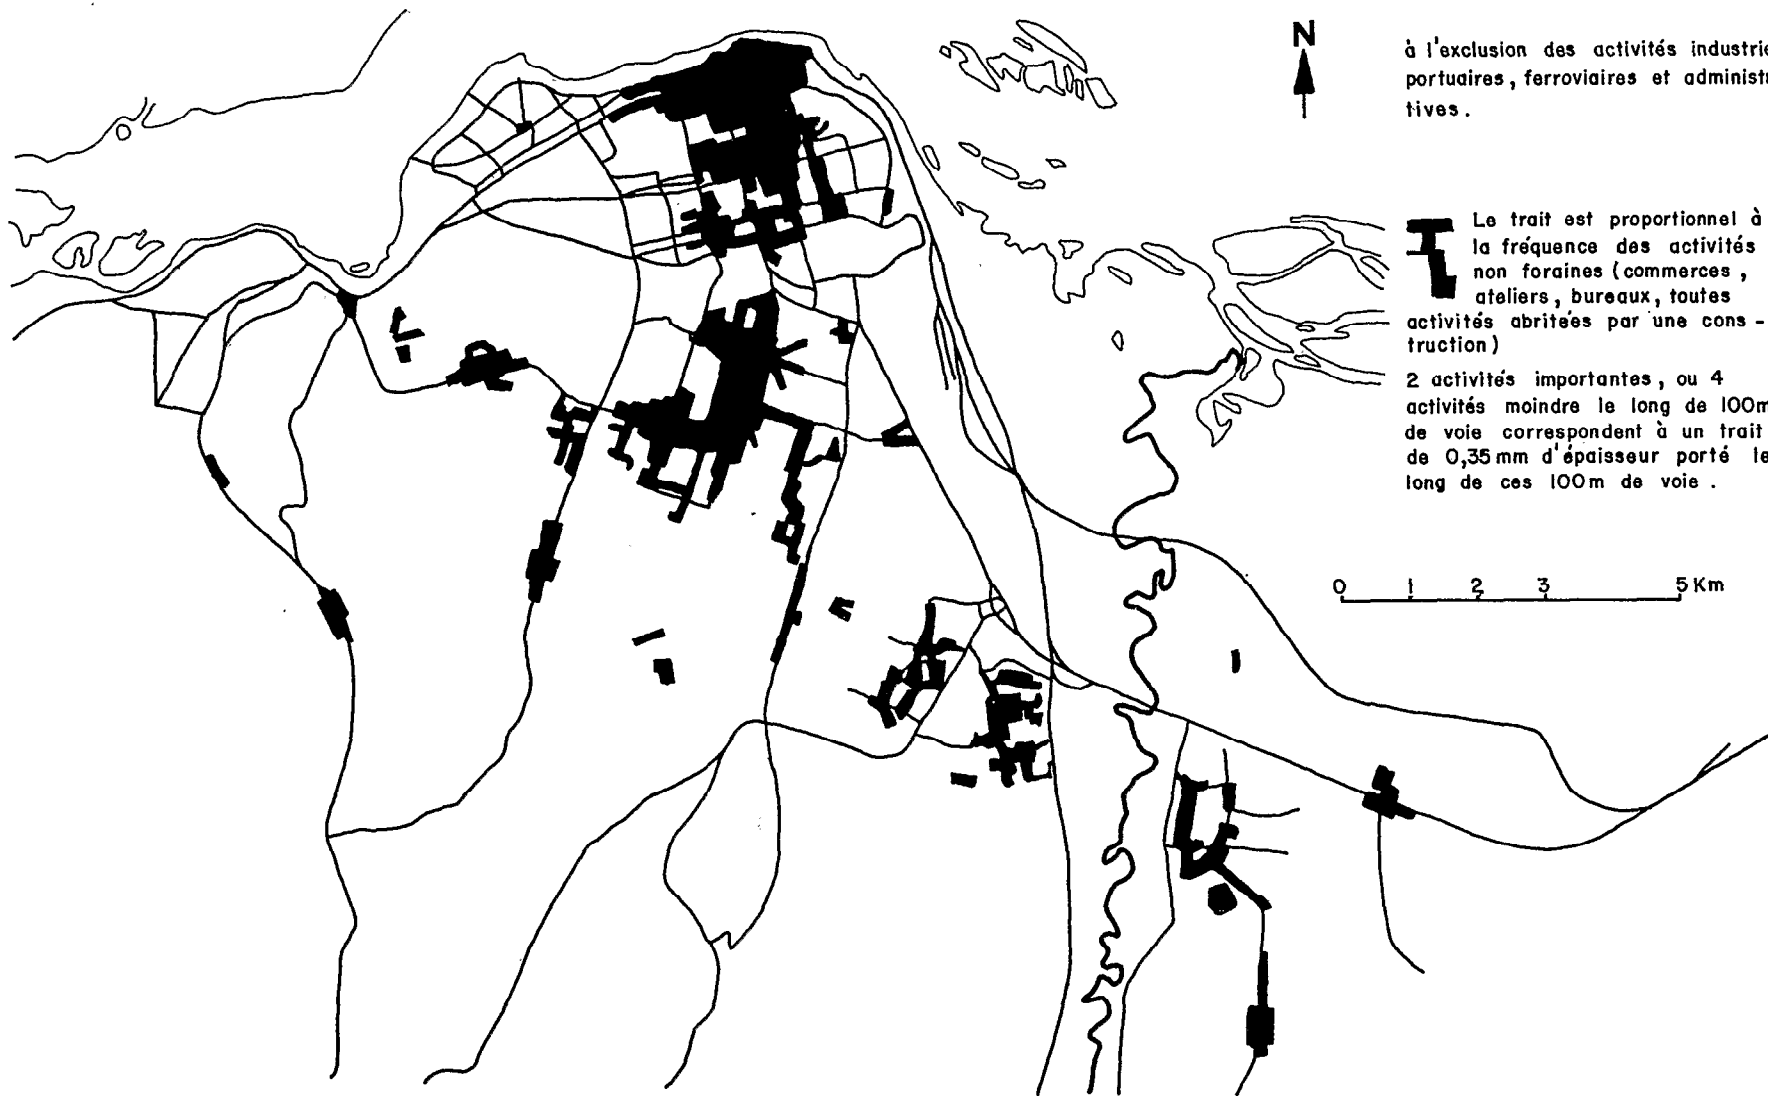 N
à l'exclusion des activités industrie
portuaires, ferroviaires et administr
tives.
Le trait est proportionnel à
la fréquence des activités
non foraines (commerces,
ateliers, bureaux, toutes
activités abritées par une cons -
truction)
2 activités importantes, ou 4
activités moindre le long de 100m
de voie correspondent à un trait
de 0,35mm d'épaisseur porté le
long de ces 100m de voie.
0 1 2 3 5 Km